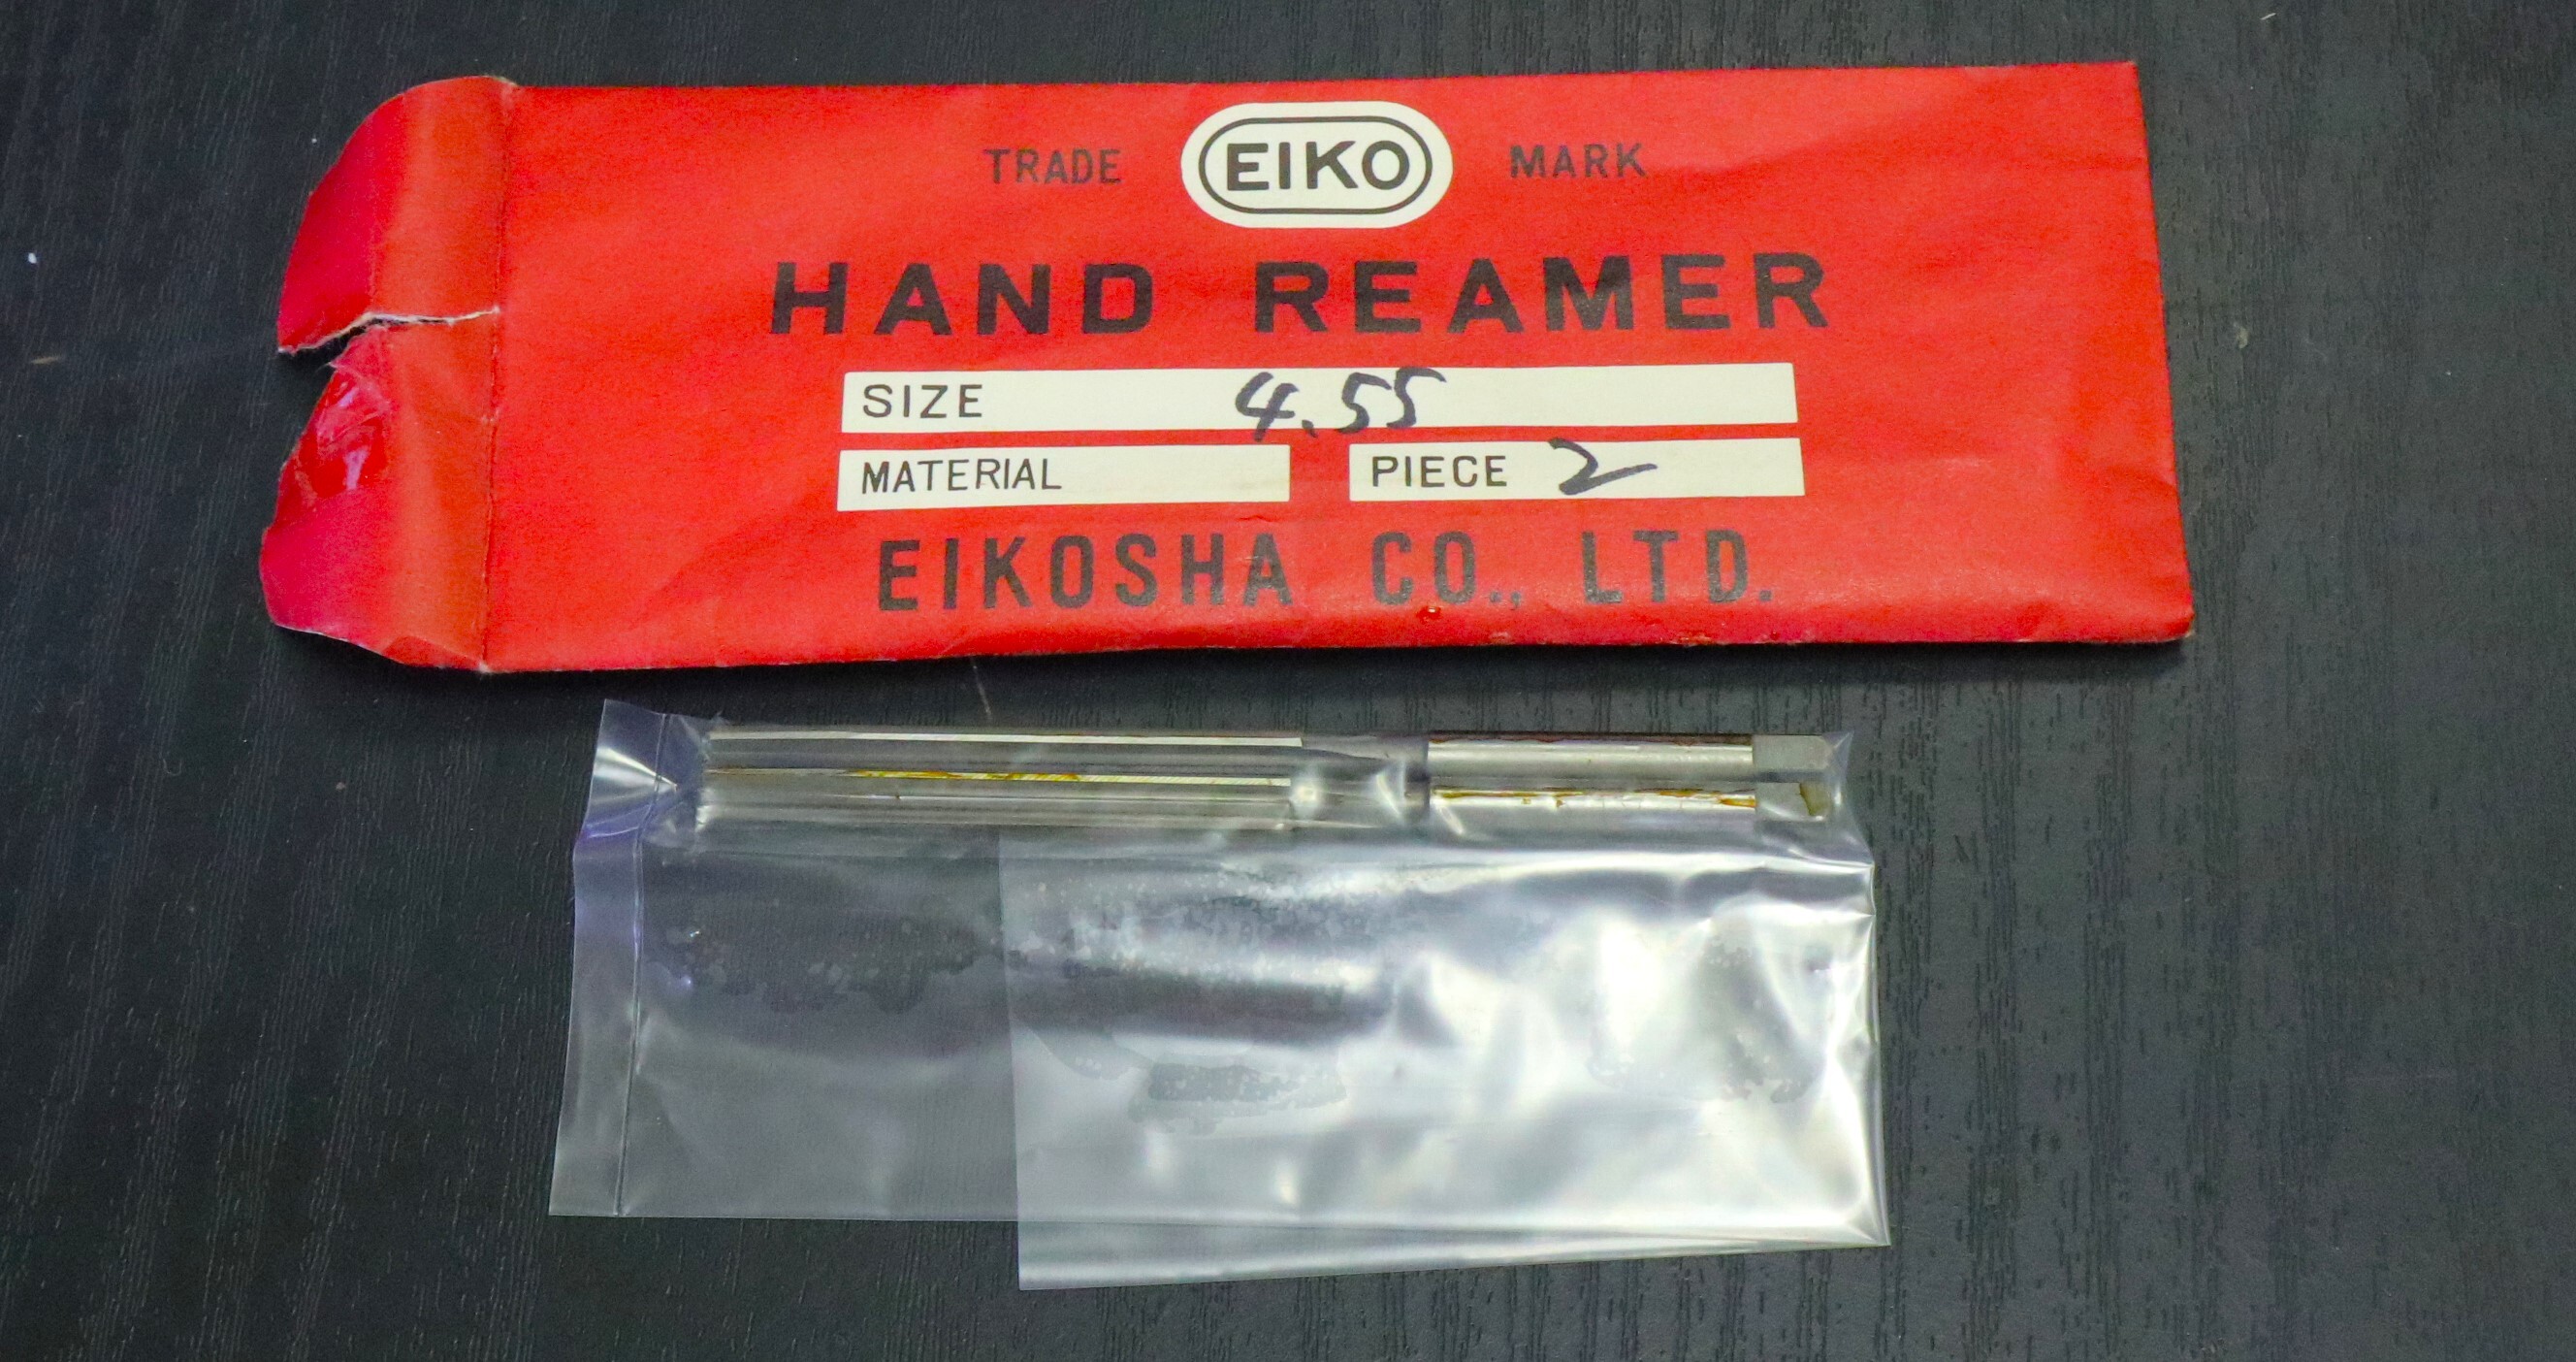 TRADE EIKO MARK
HAND REAMER
SIZE 4.55
MATERIAL PIECE 2
EIKOSHA CO., LTD.